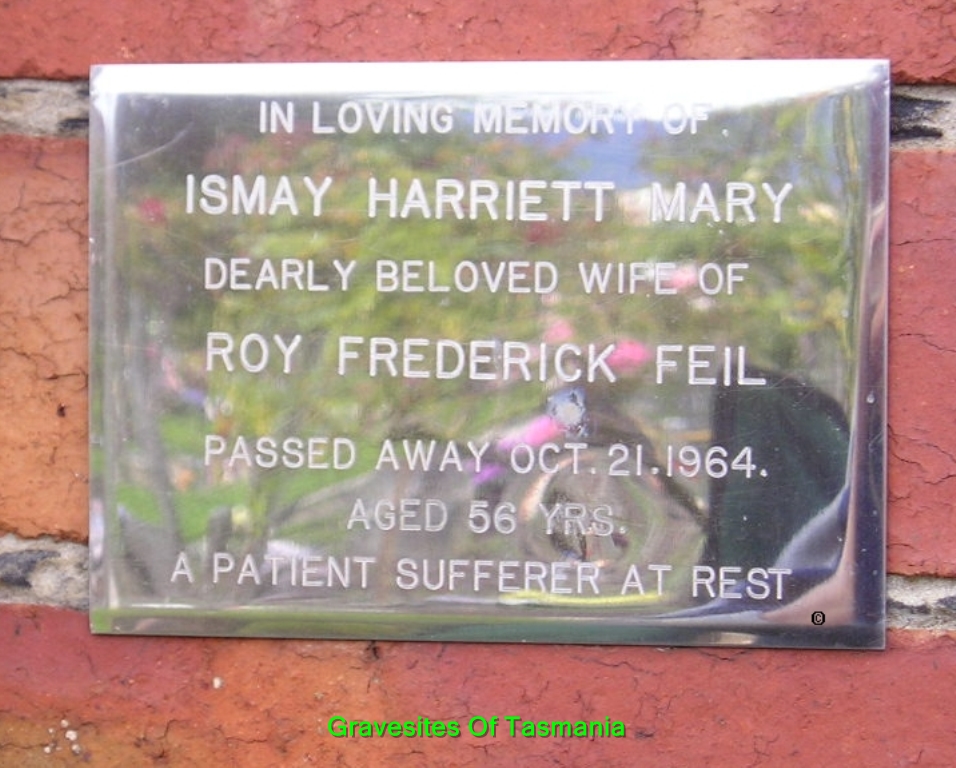 IN LOVING MEMORY OF.
ISMAY HARRIETT MARY
DEARLY BELOVED WIFE OF
ROY FREDERICK FEIL
PASSED AWAY OCT. 21. 1964.
AGED 56 YRS.
A PATIENT SUFFERER AT REST
©
Gravesites Of Tasmania